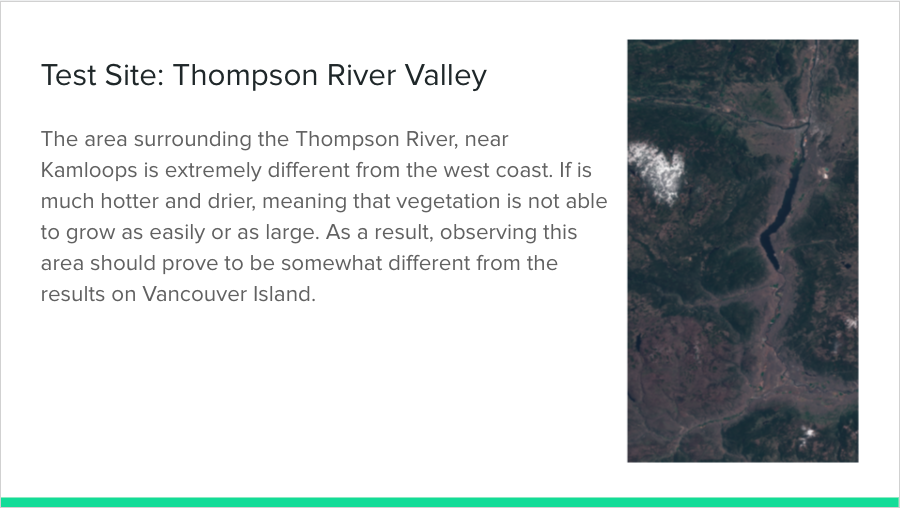 Test Site: Thompson River Valley
The area surrounding the Thompson River, near
Kamloops is extremely different from the west coast. If is
much hotter and drier, meaning that vegetation is not able
to grow as easily or as large. As a result, observing this
area should prove to be somewhat different from the
results on Vancouver Island.